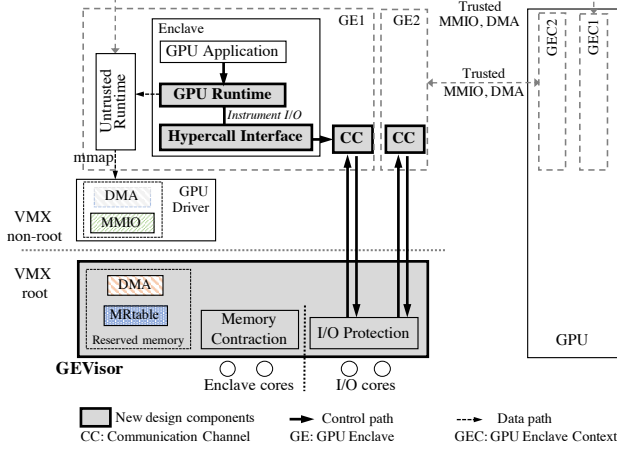 GE1
GE2
Trusted
MMIO, DMA
Enclave
GPU Application
GPU Runtime
Instrument I/O
Hypercall Interface
Untrusted
Runtime
mmap
CC
CC
Trusted
MMIO, DMA
GEC2
GEC1
GPU
Driver
DMA
MMIO
VMX
non-root
VMX
root
DMA
MRtable
Reserved memory
Memory
Contraction
I/O Protection
GPU
GEVisor
Enclave cores
I/O cores
New design components
Control path
Data path
CC: Communication Channel
GE: GPU Enclave
GEC: GPU Enclave Context